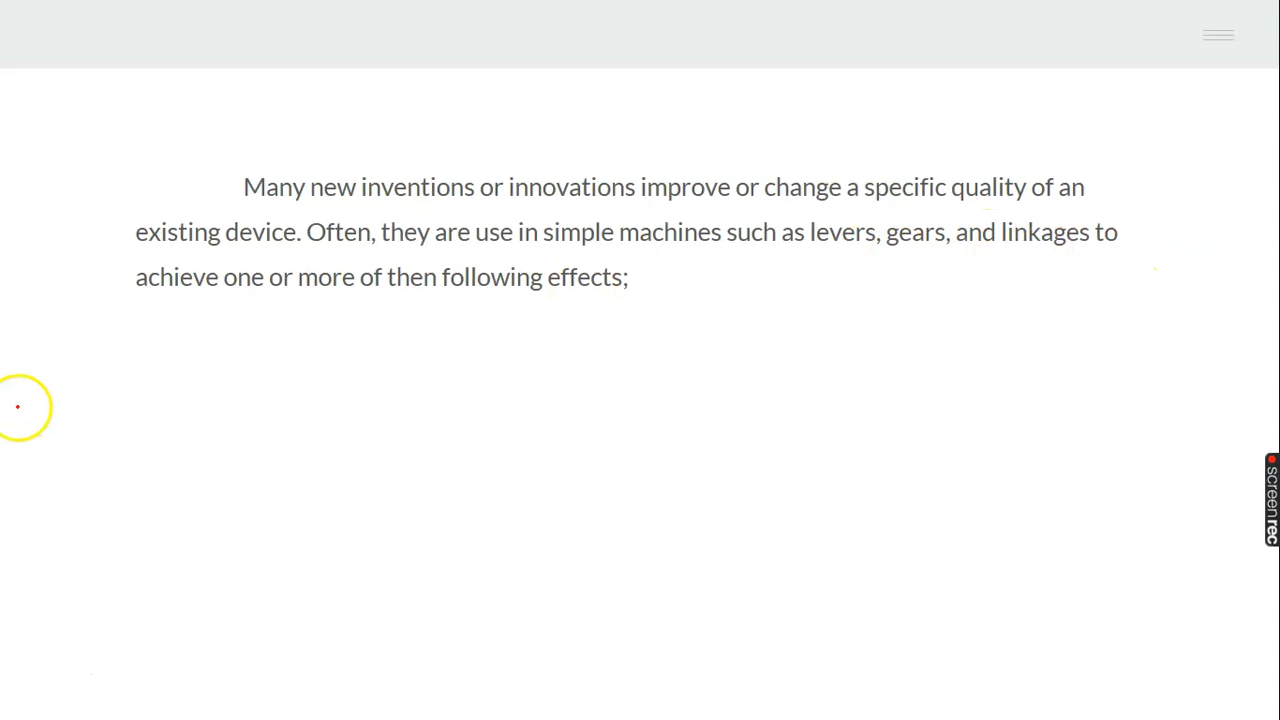 Many new inventions or innovations improve or change a specific quality of an
existing device. Often, they are use in simple machines such as levers, gears, and linkages to
achieve one or more of then following effects;
screenrec